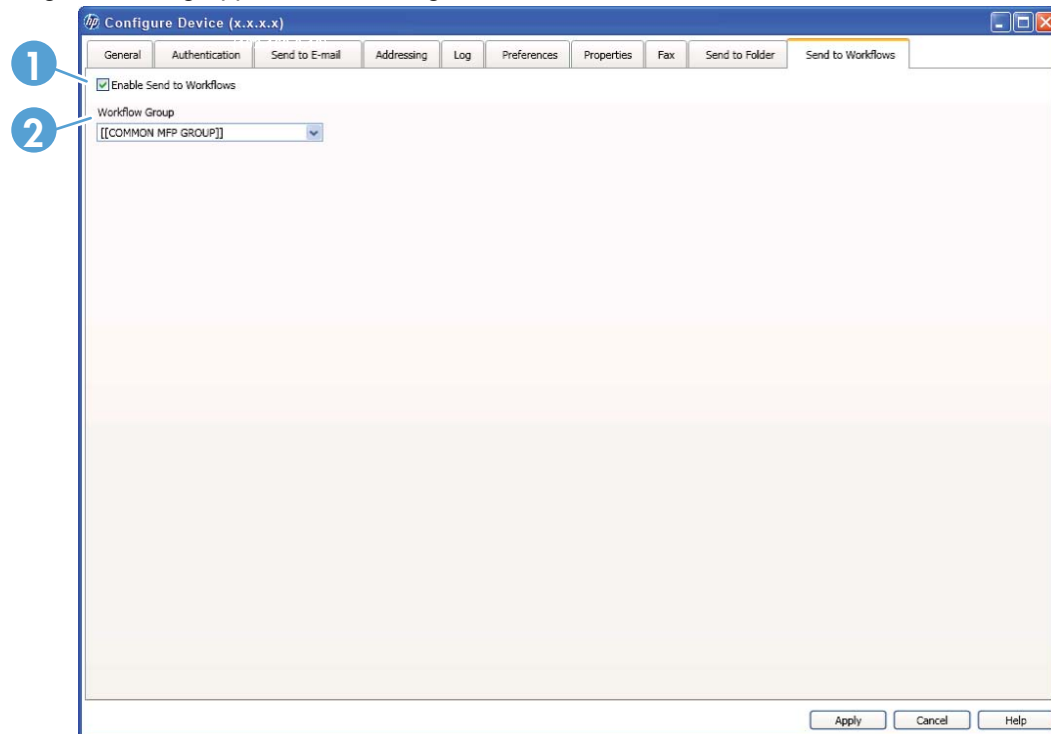 hp Configure Device (x.x.x.x)
General Authentication Send to E-mail Addressing Log Preferences Properties Fax Send to Folder Send to Workflows
1
Enable Send to Workflows
2
Workflow Group
[[COMMON MFP GROUP]]
Apply Cancel Help